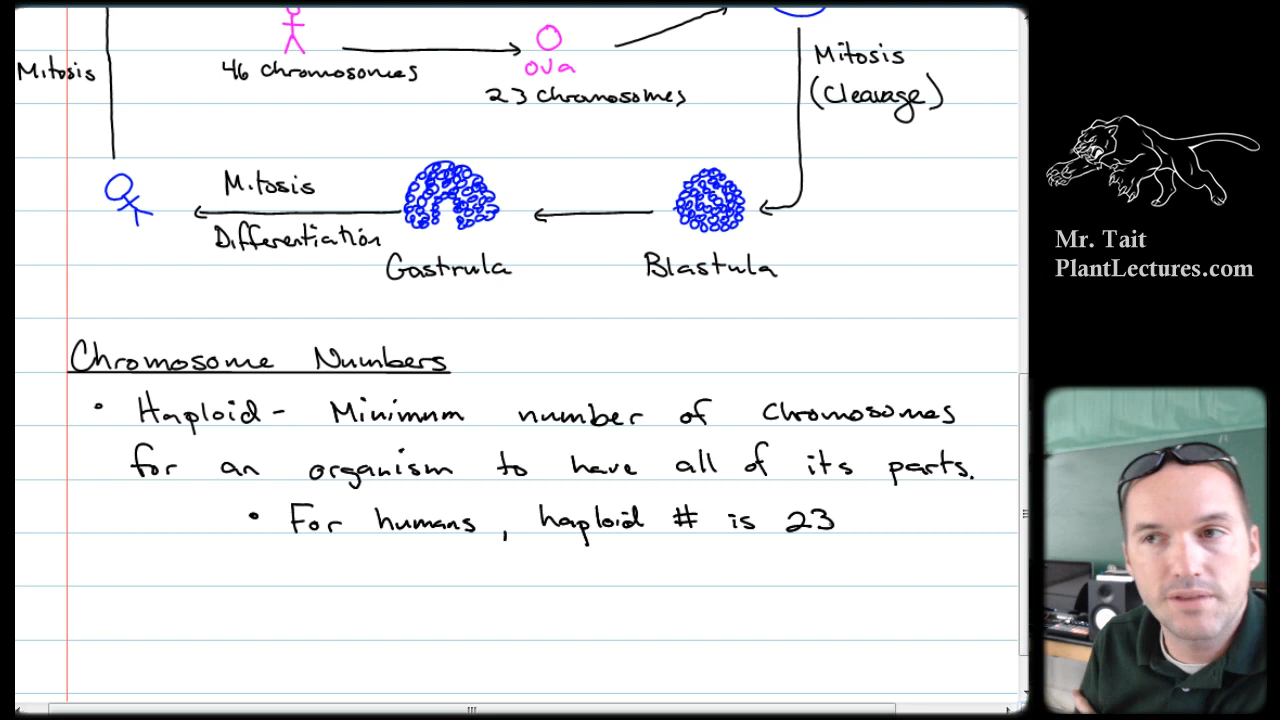 Mitosis
46 chromosomes
ova
23 chromosomes
Mitosis
(Cleavage)
Mitosis
Differentiation
Gastrula
Blastula
Mr. Tait
PlantLectures.com
Chromosome Numbers
• Haploid - Minimum number of chromosomes
for an organism to have all of its parts.
• For humans, haploid # is 23